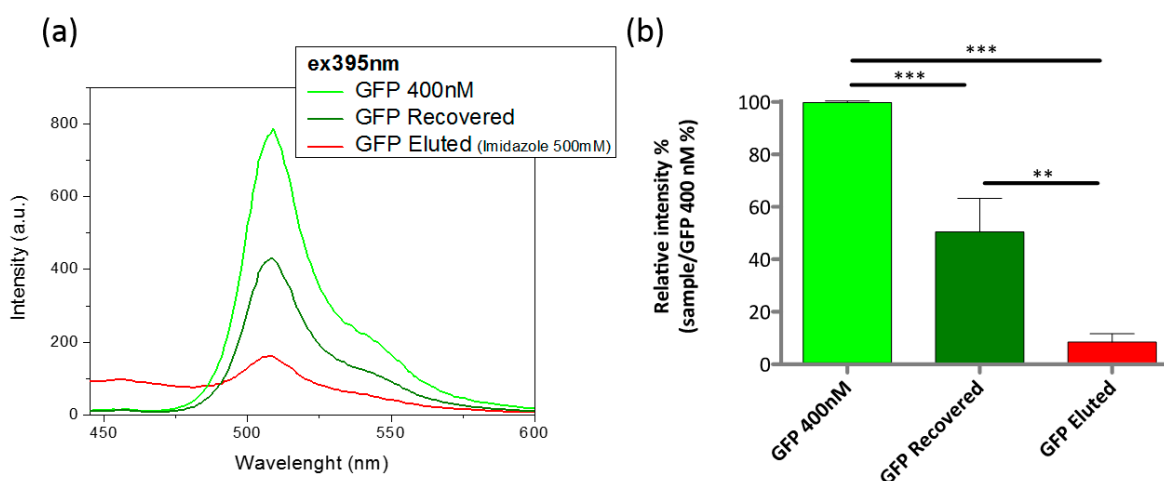 (a)
ex395nm
GFP 400nM
GFP Recovered
GFP Eluted (Imidazole 500mM)
800
600
400
200
0
450
500
550
600
Intensity (a.u.)
Wavelenght (nm)
(b)
***
***
**
100
80
60
40
20
0
Relative intensity %
(sample/GFP 400 nM %)
GFP 400nM
GFP Recovered
GFP Eluted